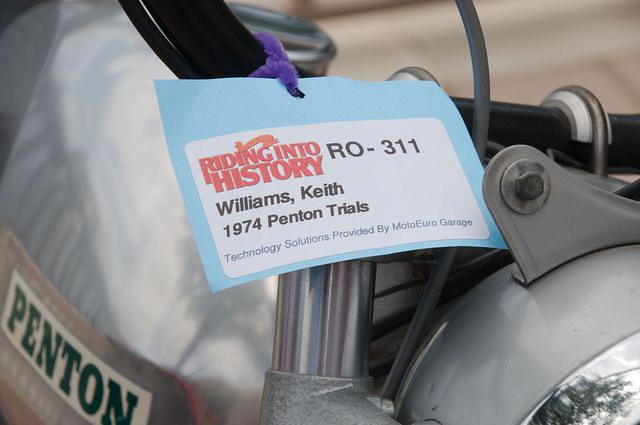 RIDING INTO
HISTORY
RO - 311
Williams, Keith
1974 Penton Trials
Technology Solutions Provided By MotoEuro Garage
PENTON